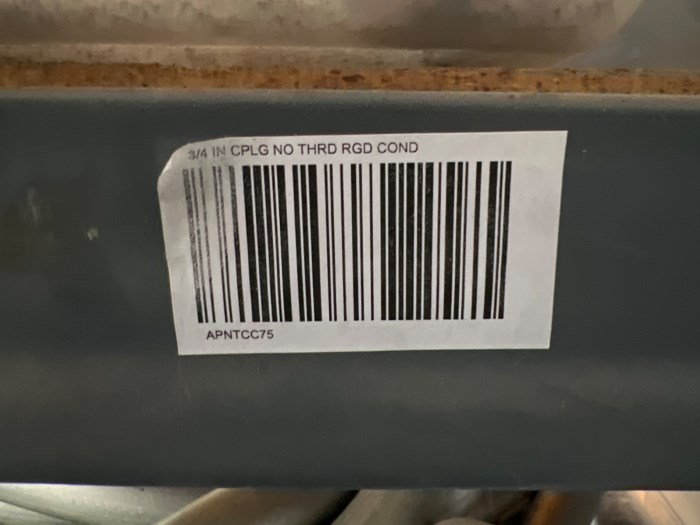 3/4 IN CPLG NO THRD RGD COND
APNTCC75